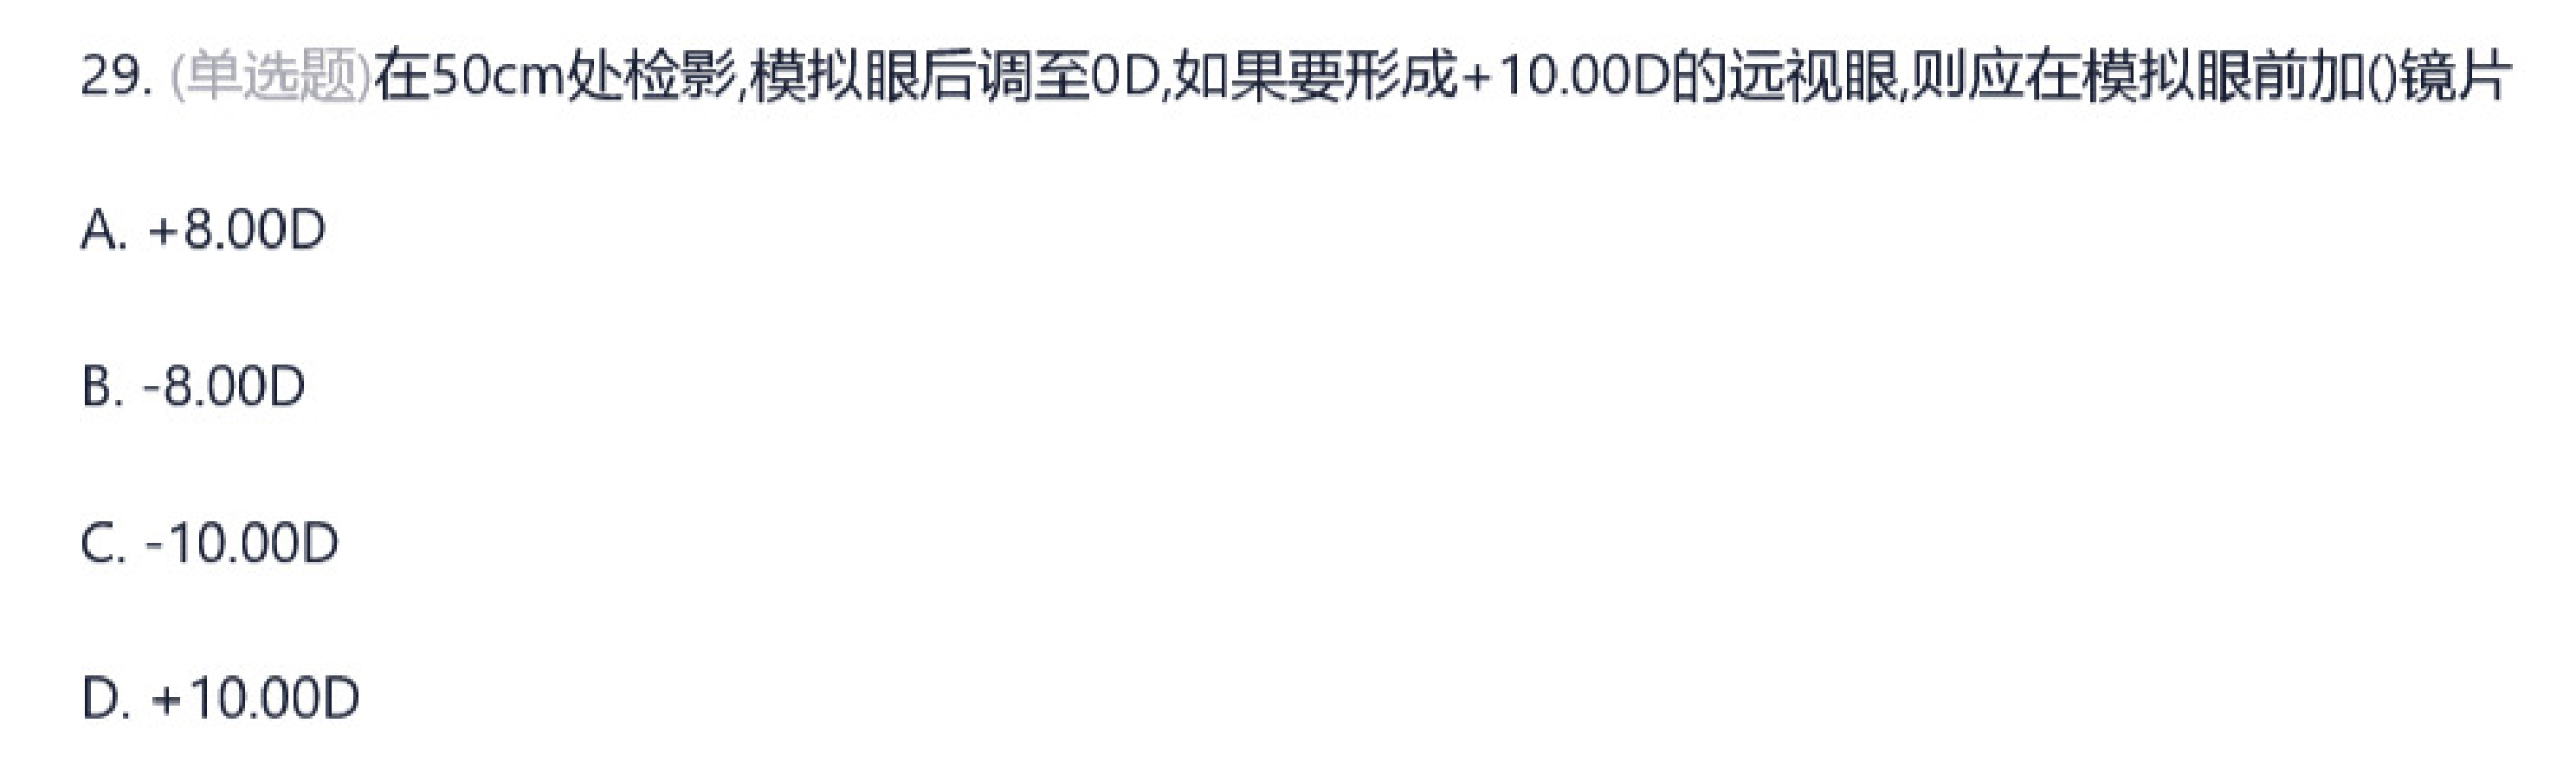 29. (单选题)在50cm处检影,模拟眼后调至0D,如果要形成+10.00D的远视眼,则应在模拟眼前加()镜片
A. +8.00D
B. -8.00D
C. -10.00D
D. +10.00D